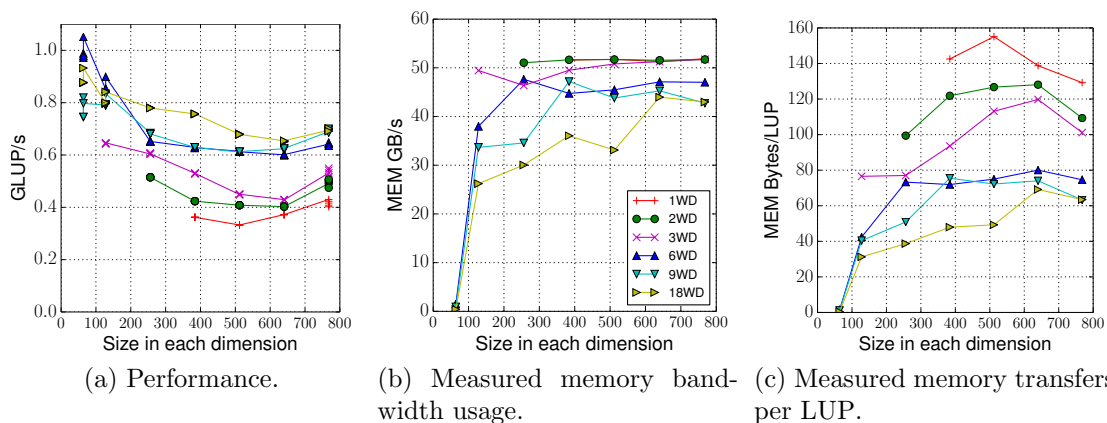 GLUP/s
1.0
0.8
0.6
0.4
0.2
0.0
0 100 200 300 400 500 600 700 800
Size in each dimension
(a) Performance.
MEM GB/s
60
50
40
30
20
10
0
0 100 200 300 400 500 600 700 800
Size in each dimension
1WD
2WD
3WD
6WD
9WD
18WD
(b) Measured memory band-
width usage.
MEM Bytes/LUP
160
140
120
100
80
60
40
20
0
0 100 200 300 400 500 600 700 800
Size in each dimension
(c) Measured memory transfers
per LUP.